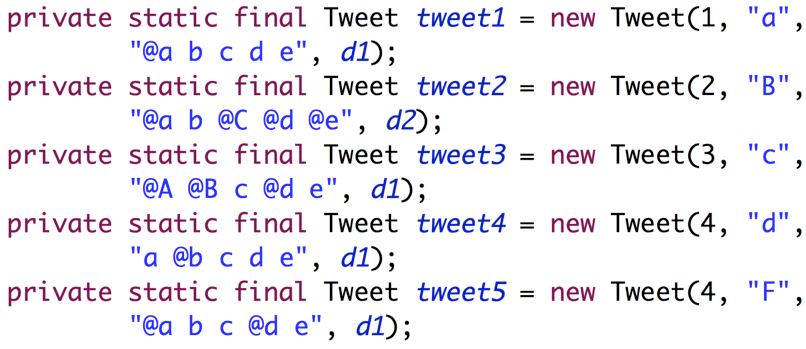 private static final Tweet tweet1 = new Tweet(1, "a",
"@a b c d e", d1);
private static final Tweet tweet2 = new Tweet(2, "B",
"@a b @C @d @e", d2);
private static final Tweet tweet3 = new Tweet(3, "c",
"@A @B c @d e", d1);
private static final Tweet tweet4 = new Tweet(4, "d",
"a @b c d e", d1);
private static final Tweet tweet5 = new Tweet(4, "F",
"@a b c @d e", d1);